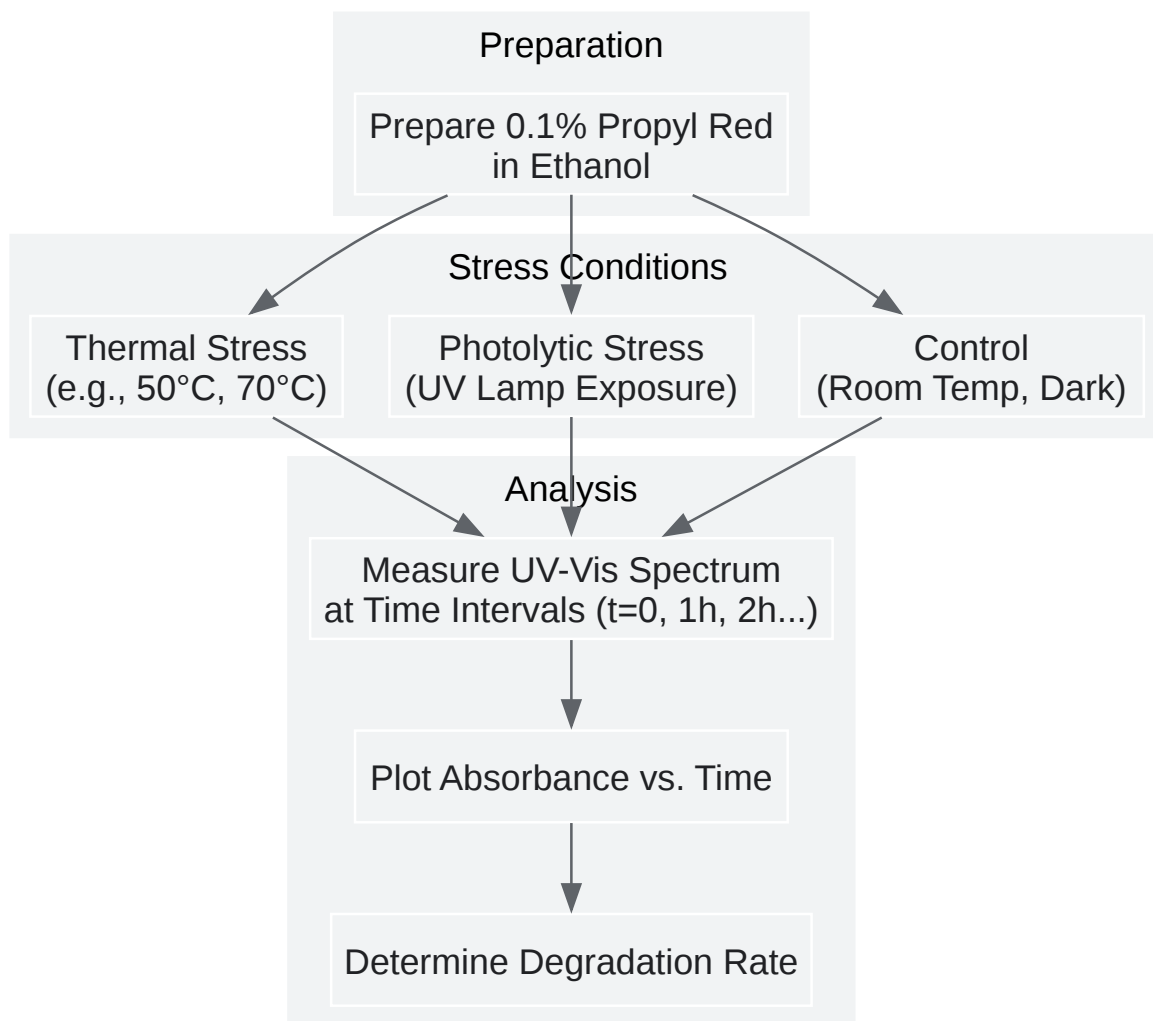 Preparation
Prepare 0.1% Propyl Red
in Ethanol
Stress Conditions
Thermal Stress
(e.g., 50°C, 70°C)
Photolytic Stress
(UV Lamp Exposure)
Control
(Room Temp, Dark)
Analysis
Measure UV-Vis Spectrum
at Time Intervals (t=0, 1h, 2h...)
Plot Absorbance vs. Time
Determine Degradation Rate